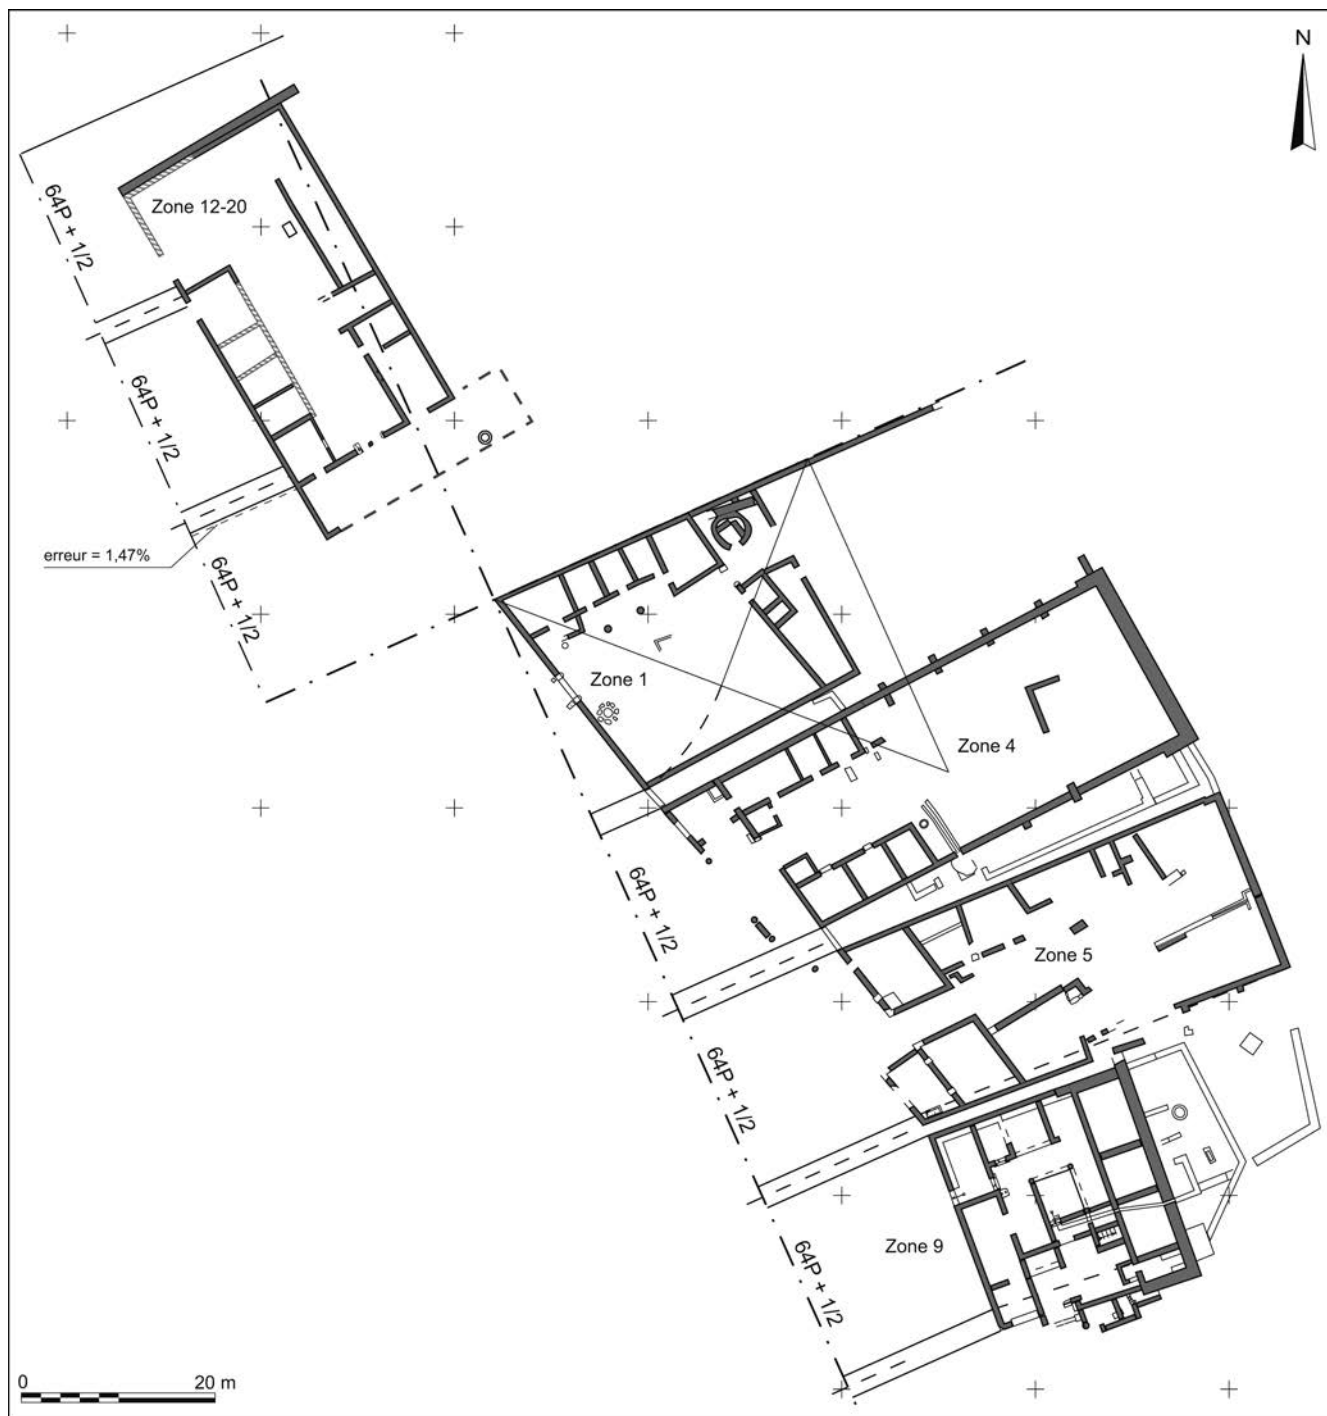 N
Zone 12-20
64P + 1/2
64P + 1/2
erreur = 1,47%
64P + 1/2
Zone 1
Zone 4
64P + 1/2
Zone 5
64P + 1/2
Zone 9
64P + 1/2
0 20 m